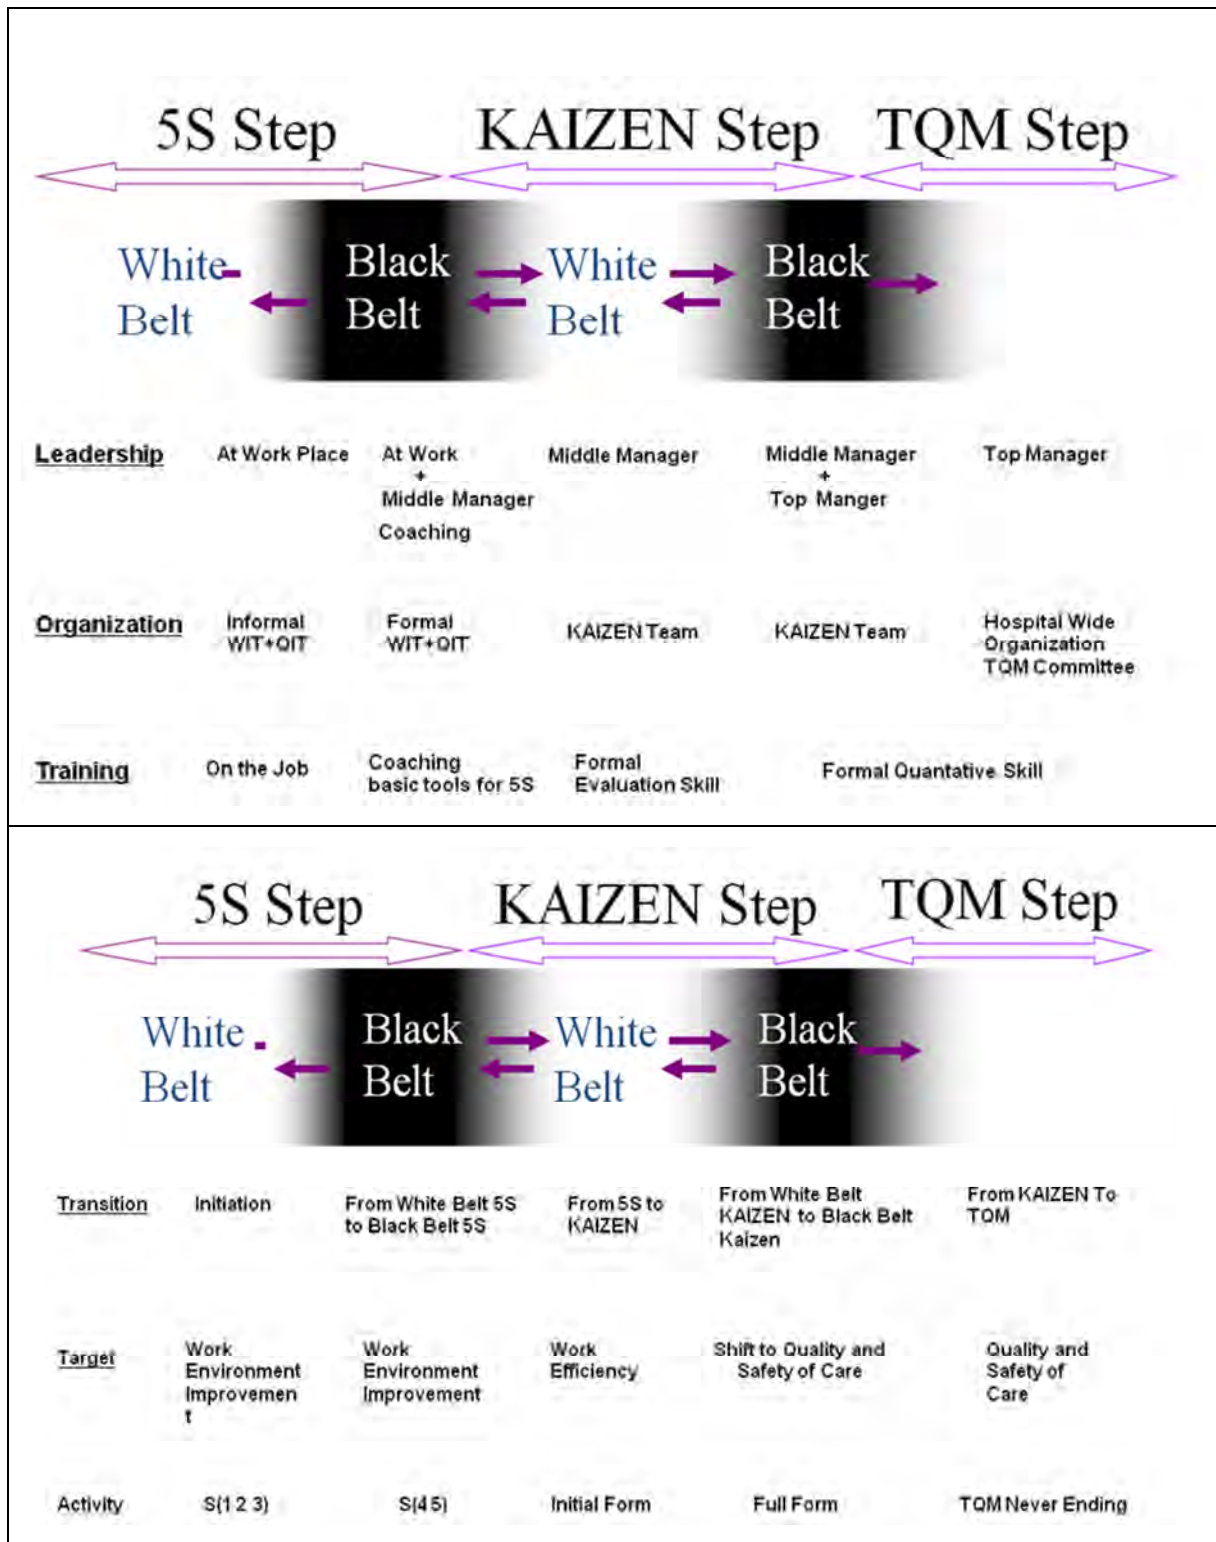 5S Step KAIZEN Step TQM Step
White Belt
Black Belt
White Belt
Black Belt
Leadership
At Work Place
At Work
+
Middle Manager
Coaching
Middle Manager
Middle Manager
+
Top Manger
Top Manager
Organization
Informal
WIT+QIT
Formal
WIT+QIT
KAIZEN Team
KAIZEN Team
Hospital Wide
Organization
TQM Committee
Training
On the Job
Coaching
basic tools for 5S
Formal
Evaluation Skill
Formal Quantative Skill
5S Step KAIZEN Step TQM Step
White Belt
Black Belt
White Belt
Black Belt
Transition
Initiation
From White Belt 5S
to Black Belt 5S
From 5S to
KAIZEN
From White Belt
KAIZEN to Black Belt
Kaizen
From KAIZEN To
TQM
Target
Work
Environment
Improvemen
t
Work
Environment
Improvement
Work
Efficiency
Shift to Quality and
Safety of Care
Quality and
Safety of
Care
Activity
S(1 2 3)
S(4 5)
Initial Form
Full Form
TQM Never Ending